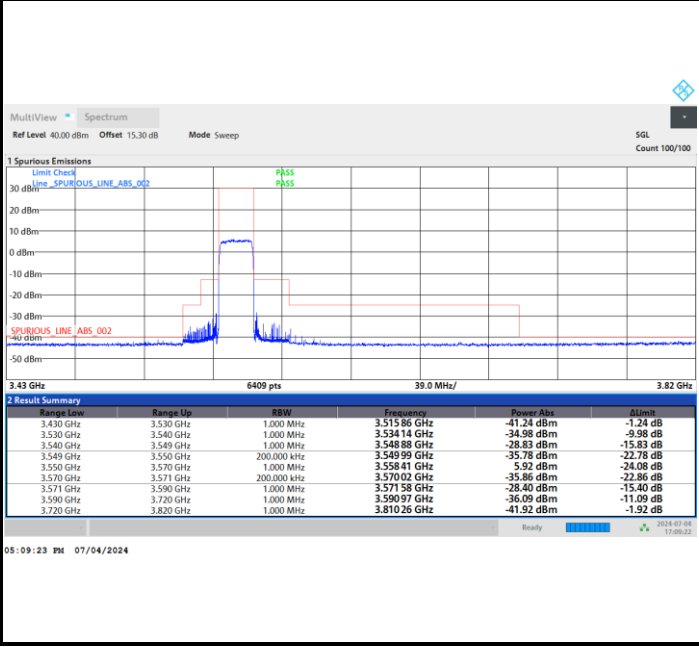 MultiView Spectrum
Ref Level 40.00 dBm Offset 15.30 dB Mode Sweep SGL
Count 100/100
1 Spurious Emissions
Limit Check PASS
Line _SPURIOUS_LINE_ABS_002 PASS
30 dBm
20 dBm
10 dBm
0 dBm
-10 dBm
-20 dBm
-30 dBm
SPURIOUS_LINE_ABS_002
-40 dBm
-50 dBm
3.43 GHz 6409 pts 39.0 MHz/ 3.82 GHz
2 Result Summary
Range Low Range Up RBW Frequency Power Abs ΔLimit
3.430 GHz 3.530 GHz 1.000 MHz 3.515 86 GHz -41.24 dBm -1.24 dB
3.530 GHz 3.540 GHz 1.000 MHz 3.534 14 GHz -34.98 dBm -9.98 dB
3.540 GHz 3.549 GHz 1.000 MHz 3.548 88 GHz -28.83 dBm -15.83 dB
3.549 GHz 3.550 GHz 200.000 kHz 3.549 99 GHz -35.78 dBm -22.78 dB
3.550 GHz 3.570 GHz 1.000 MHz 3.558 41 GHz 5.92 dBm -24.08 dB
3.570 GHz 3.571 GHz 200.000 kHz 3.570 02 GHz -35.86 dBm -22.86 dB
3.571 GHz 3.590 GHz 1.000 MHz 3.571 58 GHz -28.40 dBm -15.40 dB
3.590 GHz 3.720 GHz 1.000 MHz 3.590 97 GHz -36.09 dBm -11.09 dB
3.720 GHz 3.820 GHz 1.000 MHz 3.810 26 GHz -41.92 dBm -1.92 dB
Ready 2024-07-04
17:09:22
05:09:23 PM 07/04/2024